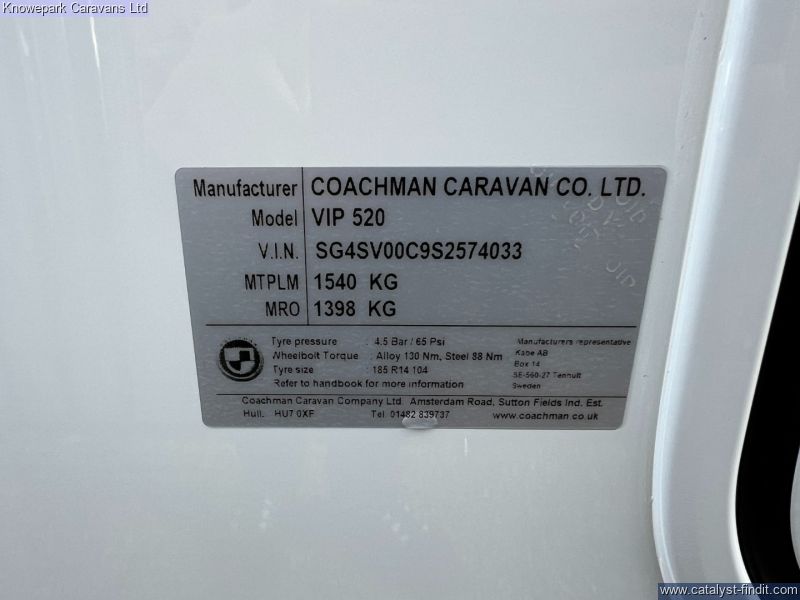 Knowepark Caravans Ltd
Manufacturer COACHMAN CARAVAN CO. LTD.
Model VIP 520
V.I.N. SG4SV00C9S2574033
MTPLM 1540 KG
MRO 1398 KG
Tyre pressure : 4.5 Bar / 65 Psi
Wheelbolt Torque : Alloy 130 Nm, Steel 88 Nm
Tyre size : 185 R14 104
Refer to handbook for more information
Manufacturers representative
Kabe AB
Box 14
SE-560-27 Tenhult
Sweden
Coachman Caravan Company Ltd. Amsterdam Road, Sutton Fields Ind. Est.
Hull. HU7 0XF Tel. 01482 839737 www.coachman.co.uk
www.catalyst-findit.com